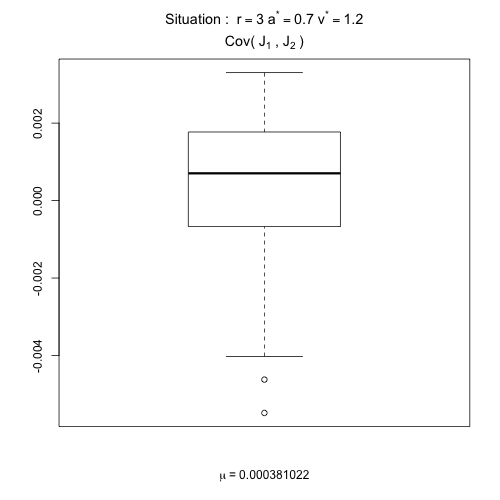 Situation : r = 3 a* = 0.7 v* = 1.2
Cov( J₁ , J₂ )
0.002
0.000
-0.002
-0.004
μ = 0.000381022